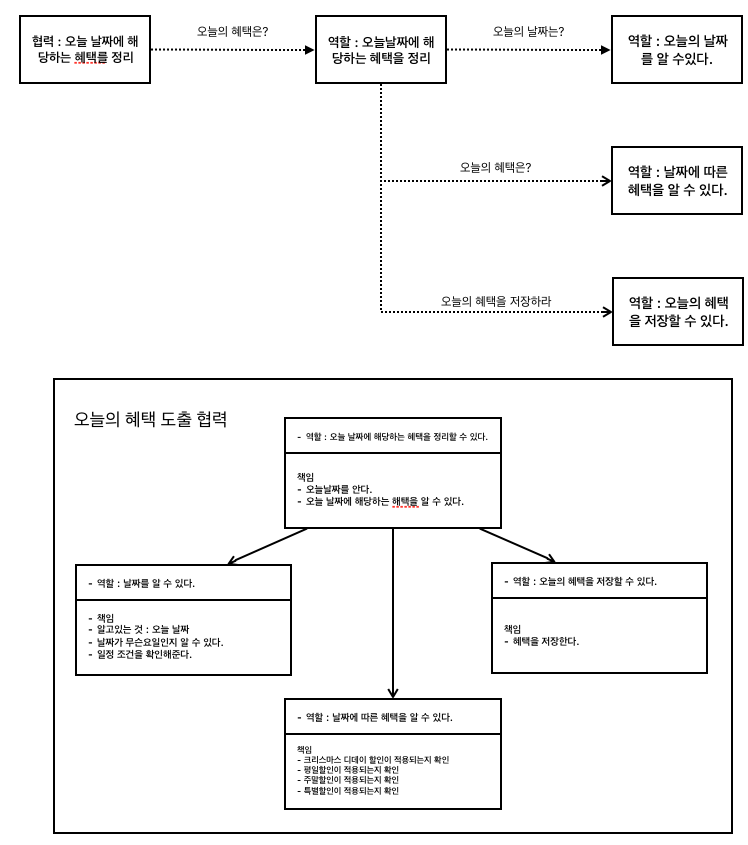 오늘의 혜택은?
오늘의 날짜는?
협력 : 오늘 날짜에 해
당하는 혜택를 정리
역할 : 오늘날짜에 해
당하는 혜택을 정리
역할 : 오늘의 날짜
를 알 수있다.
오늘의 혜택은?
역할 : 날짜에 따른
혜택을 알 수 있다.
오늘의 혜택을 저장하라
역할 : 오늘의 혜택
을 저장할 수 있다.
오늘의 혜택 도출 협력
- 역할 : 오늘 날짜에 해당하는 혜택을 정리할 수 있다.
책임
- 오늘날짜를 안다.
- 오늘 날짜에 해당하는 해택을 알 수 있다.
- 역할 : 날짜를 알 수 있다.
- 책임
- 알고있는 것 : 오늘 날짜
- 날짜가 무슨요일인지 알 수 있다.
- 일정 조건을 확인해준다.
- 역할 : 오늘의 혜택을 저장할 수 있다.
책임
- 혜택을 저장한다.
- 역할 : 날짜에 따른 혜택을 알 수 있다.
책임
- 크리스마스 디데이 할인이 적용되는지 확인
- 평일할인이 적용되는지 확인
- 주말할인이 적용되는지 확인
- 특별할인이 적용되는지 확인